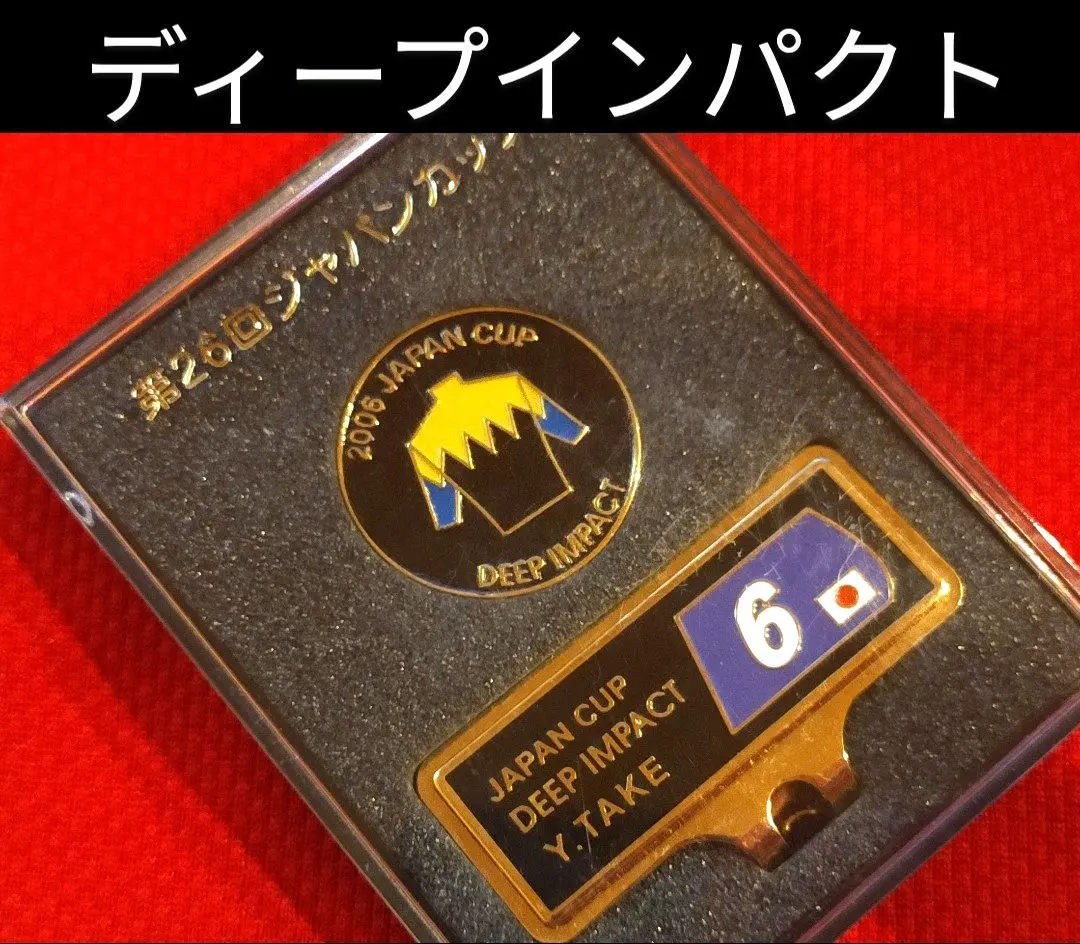 ディープインパクト
第26回ジャパンカップ
2006 JAPAN CUP
DEEP IMPACT
6
JAPAN CUP
DEEP IMPACT
Y. TAKE